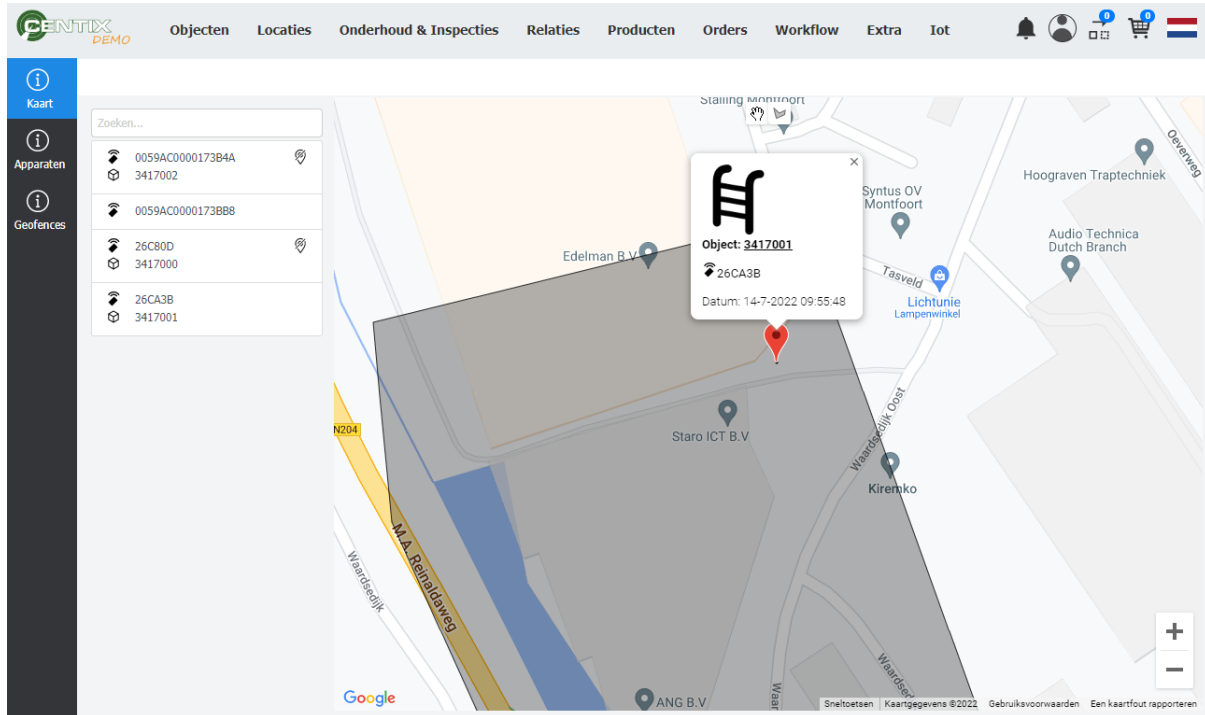 CENTIX
DEMO
Objecten
Locaties
Onderhoud & Inspecties
Relaties
Producten
Orders
Workflow
Extra
Iot
0
0
Kaart
Apparaten
Geofences
Zoeken...
0059AC0000173B4A
3417002
0059AC0000173BB8
26C80D
3417000
26CA3B
3417001
Stalling Montfoort
Object: 3417001
26CA3B
Datum: 14-7-2022 09:55:48
Syntus OV
Montfoort
Hoograven Traptechniek
Oeverweg
Audio Technica
Dutch Branch
Edelman B.V
Tasveld
Lichtunie
Lampenwinkel
N204
Staro ICT B.V
Waardsedijk Oost
Kiremko
M.A. Reinaldaweg
Waardsedijk
Waardsed
Waar
ANG B.V
Google
Sneltoetsen
Kaartgegevens ©2022
Gebruiksvoorwaarden
Een kaartfout rapporteren